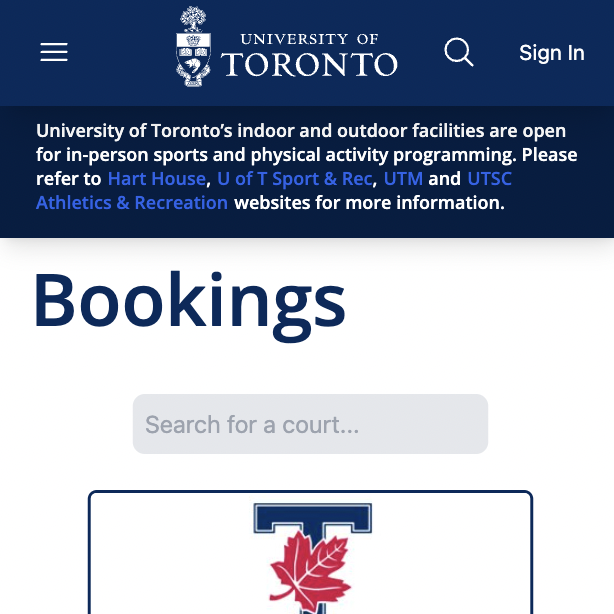 UNIVERSITY OF
TORONTO
Sign In
University of Toronto’s indoor and outdoor facilities are open
for in-person sports and physical activity programming. Please
refer to Hart House, U of T Sport & Rec, UTM and UTSC
Athletics & Recreation websites for more information.
Bookings
Search for a court...